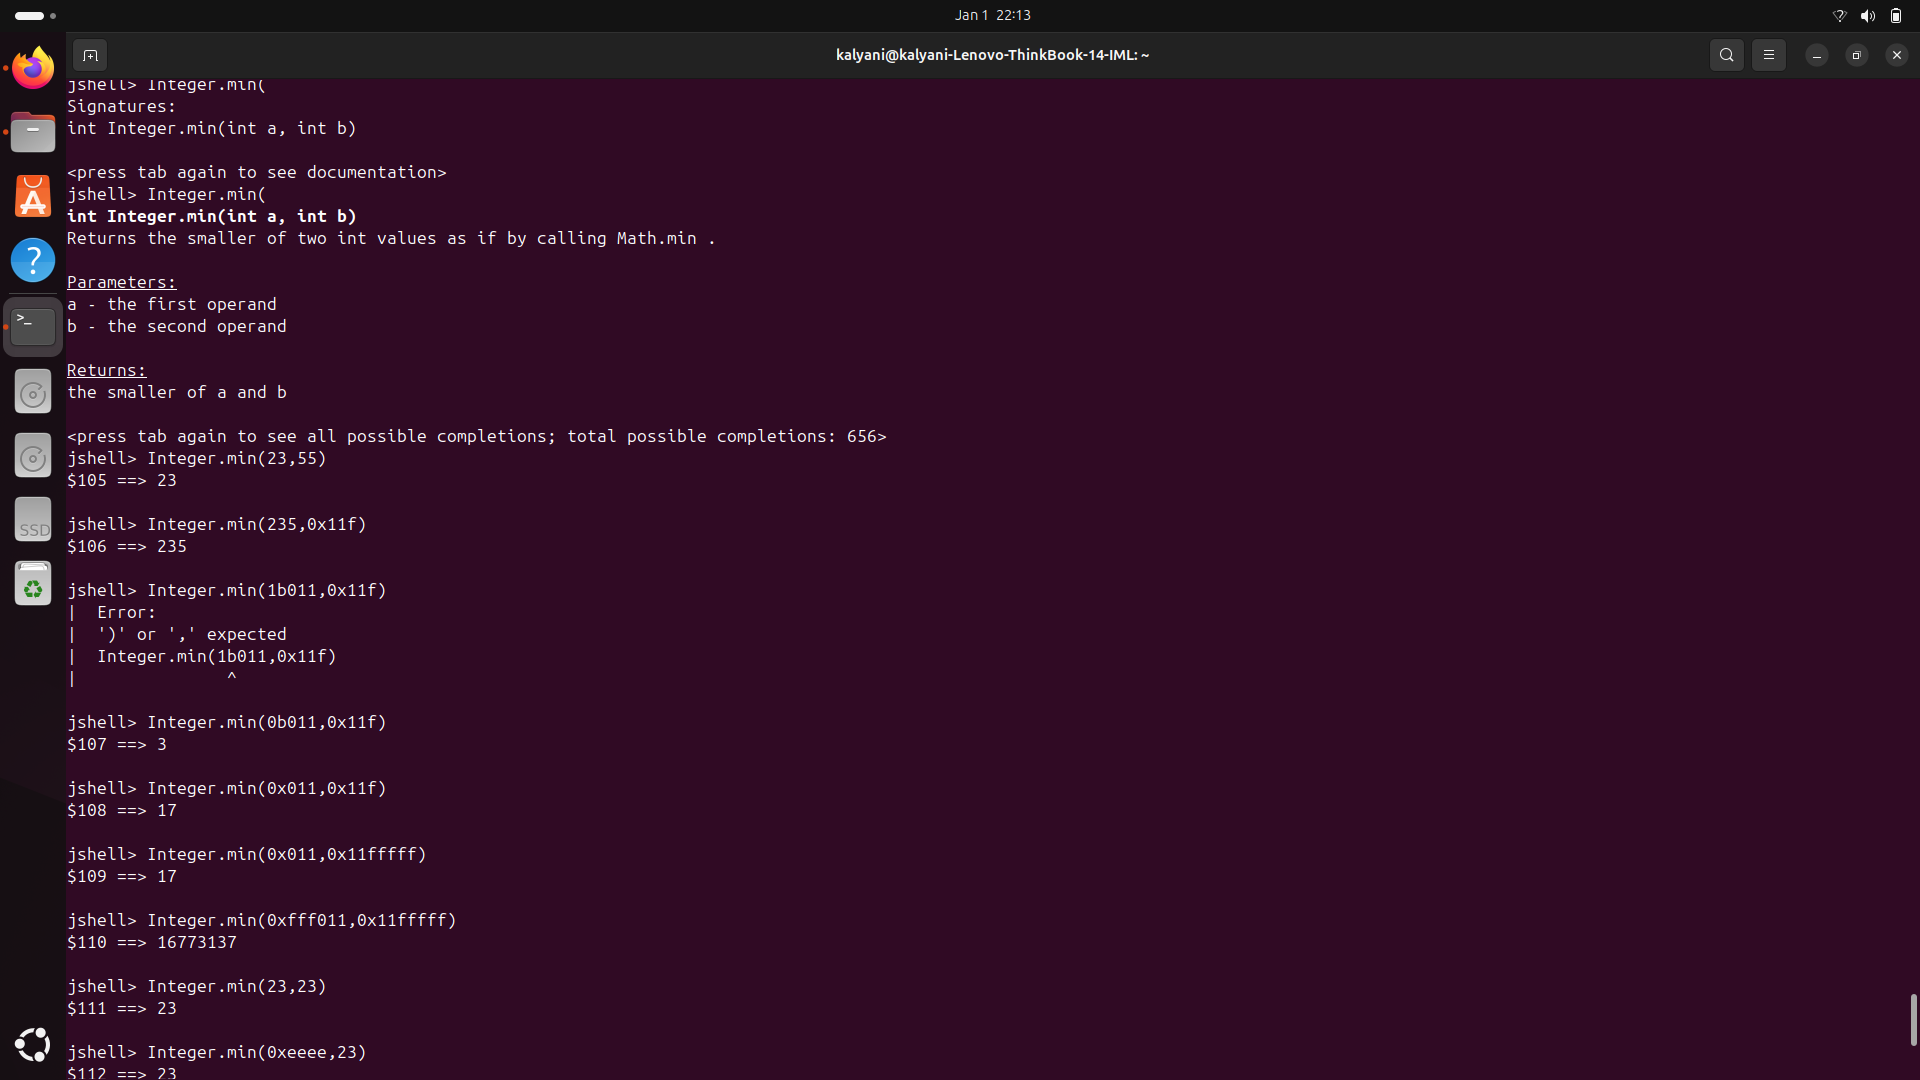 Jan 1 22:13
kalyani@kalyani-Lenovo-ThinkBook-14-IML: ~
jshell> Integer.min(
Signatures:
int Integer.min(int a, int b)
<press tab again to see documentation>
jshell> Integer.min(
int Integer.min(int a, int b)
Returns the smaller of two int values as if by calling Math.min .
Parameters:
a - the first operand
b - the second operand
Returns:
the smaller of a and b
<press tab again to see all possible completions; total possible completions: 656>
jshell> Integer.min(23,55)
$105 ==> 23
jshell> Integer.min(235,0x11f)
$106 ==> 235
jshell> Integer.min(1b011,0x11f)
|  Error:
|  ')' or ',' expected
|  Integer.min(1b011,0x11f)
|               ^
jshell> Integer.min(0b011,0x11f)
$107 ==> 3
jshell> Integer.min(0x011,0x11f)
$108 ==> 17
jshell> Integer.min(0x011,0x11fffff)
$109 ==> 17
jshell> Integer.min(0xfff011,0x11fffff)
$110 ==> 16773137
jshell> Integer.min(23,23)
$111 ==> 23
jshell> Integer.min(0xeeee,23)
$112 ==> 23
A
?
>_
SSD